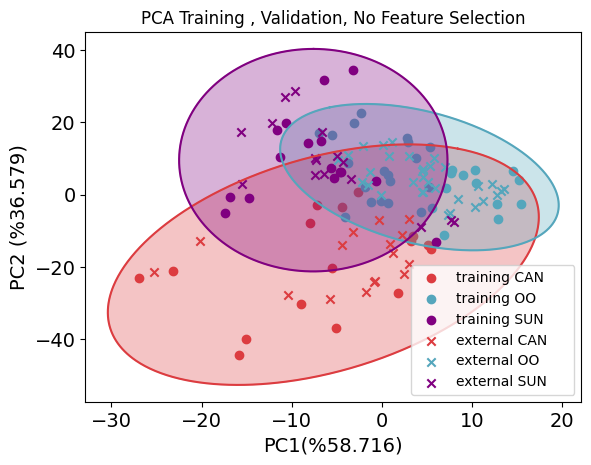 PCA Training , Validation, No Feature Selection
PC2 (%36.579)
40
20
0
−20
−40
−30
−20
−10
0
10
20
PC1(%58.716)
training CAN
training OO
training SUN
external CAN
external OO
external SUN